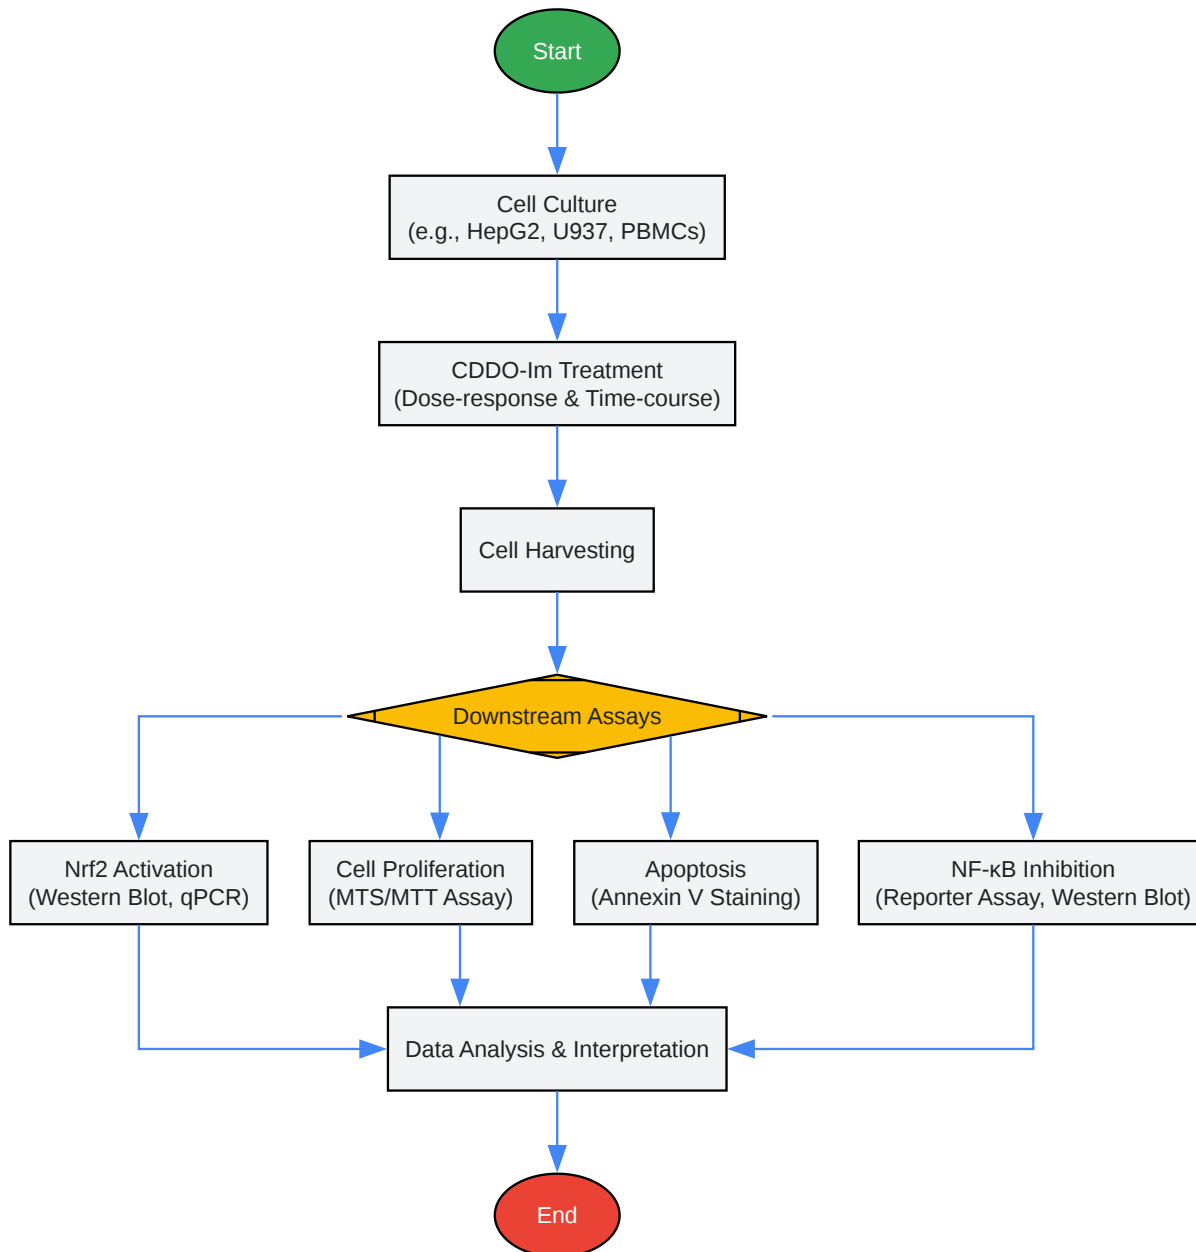 Start
Cell Culture
(e.g., HepG2, U937, PBMCs)
CDDO-Im Treatment
(Dose-response & Time-course)
Cell Harvesting
Downstream Assays
Nrf2 Activation
(Western Blot, qPCR)
Cell Proliferation
(MTS/MTT Assay)
Apoptosis
(Annexin V Staining)
NF-κB Inhibition
(Reporter Assay, Western Blot)
Data Analysis & Interpretation
End